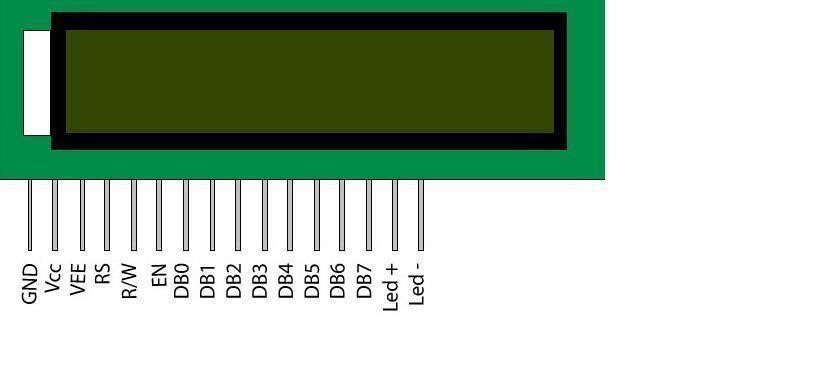 GND
Vcc
VEE
RS
R/W
EN
DB0
DB1
DB2
DB3
DB4
DB5
DB6
DB7
Led +
Led -